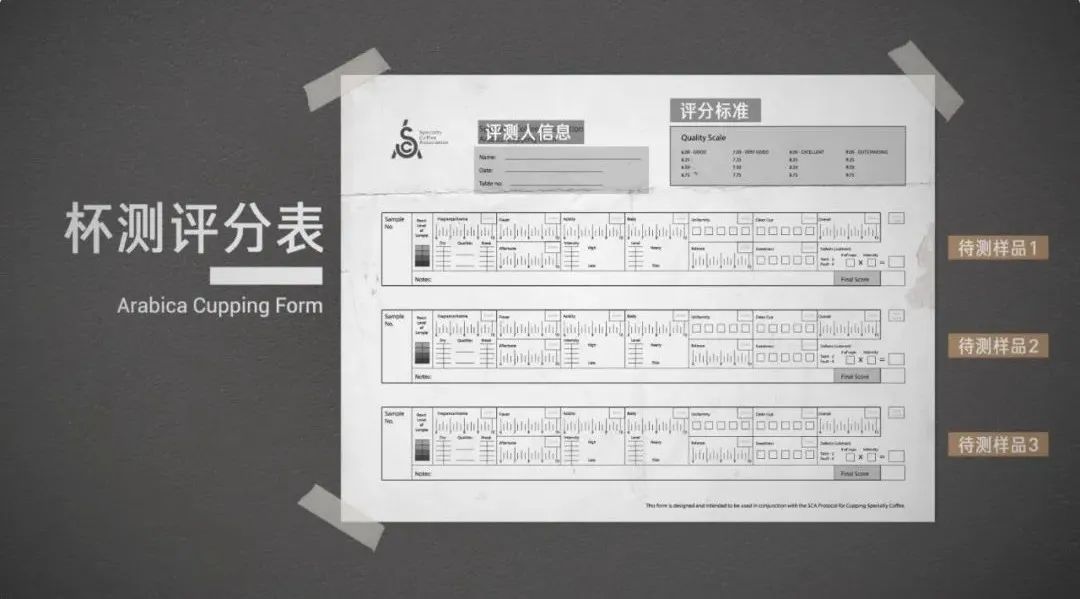 杯测评分表
Arabica Cupping Form
Specialty
Coffee
Association
评测人信息
Name:
Date:
Table no:
评分标准
Quality Scale
6.00 - GOOD 7.00 - VERY GOOD 8.00 - EXCELLENT 9.00 - OUTSTANDING
6.25 7.25 8.25 9.25
6.50 7.50 8.50 9.50
6.75 7.75 8.75 9.75
待测样品1
Sample No.
Roast Level of Sample
Fragrance/Aroma Flavor Acidity Body Uniformity Clean Cup Overall
Dry Qualities Break Aftertaste Intensity High Low Level Heavy Thin Balance Sweetness Defects (subtract)
Taint - 2 Fault - 4 # of cups X Intensity =
Notes: Final Score
待测样品2
Sample No.
Roast Level of Sample
Fragrance/Aroma Flavor Acidity Body Uniformity Clean Cup Overall
Dry Qualities Break Aftertaste Intensity High Low Level Heavy Thin Balance Sweetness Defects (subtract)
Taint - 2 Fault - 4 # of cups X Intensity =
Notes: Final Score
待测样品3
Sample No.
Roast Level of Sample
Fragrance/Aroma Flavor Acidity Body Uniformity Clean Cup Overall
Dry Qualities Break Aftertaste Intensity High Low Level Heavy Thin Balance Sweetness Defects (subtract)
Taint - 2 Fault - 4 # of cups X Intensity =
Notes: Final Score
This form is designed and intended to be used in conjunction with the SCA Protocol for Cupping Specialty Coffee.